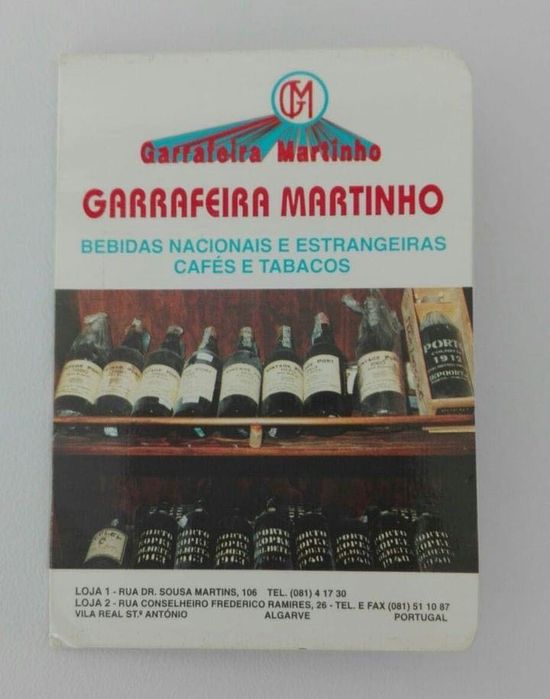 GM
Garrafeira Martinho
GARRAFEIRA MARTINHO
BEBIDAS NACIONAIS E ESTRANGEIRAS
CAFÉS E TABACOS
PORTO
1912
LOJA 1 - RUA DR. SOUSA MARTINS, 106 TEL. (081) 4 17 30
LOJA 2 - RUA CONSELHEIRO FREDERICO RAMIRES, 26 - TEL. E FAX (081) 51 10 87
VILA REAL ST.º ANTÓNIO ALGARVE PORTUGAL